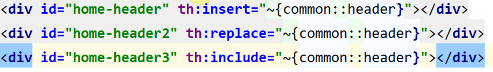 <div id="home-header" th:insert="~{common::header}"></div>
<div id="home-header2" th:replace="~{common::header}"></div>
<div id="home-header3" th:include="~{common::header}"></div>